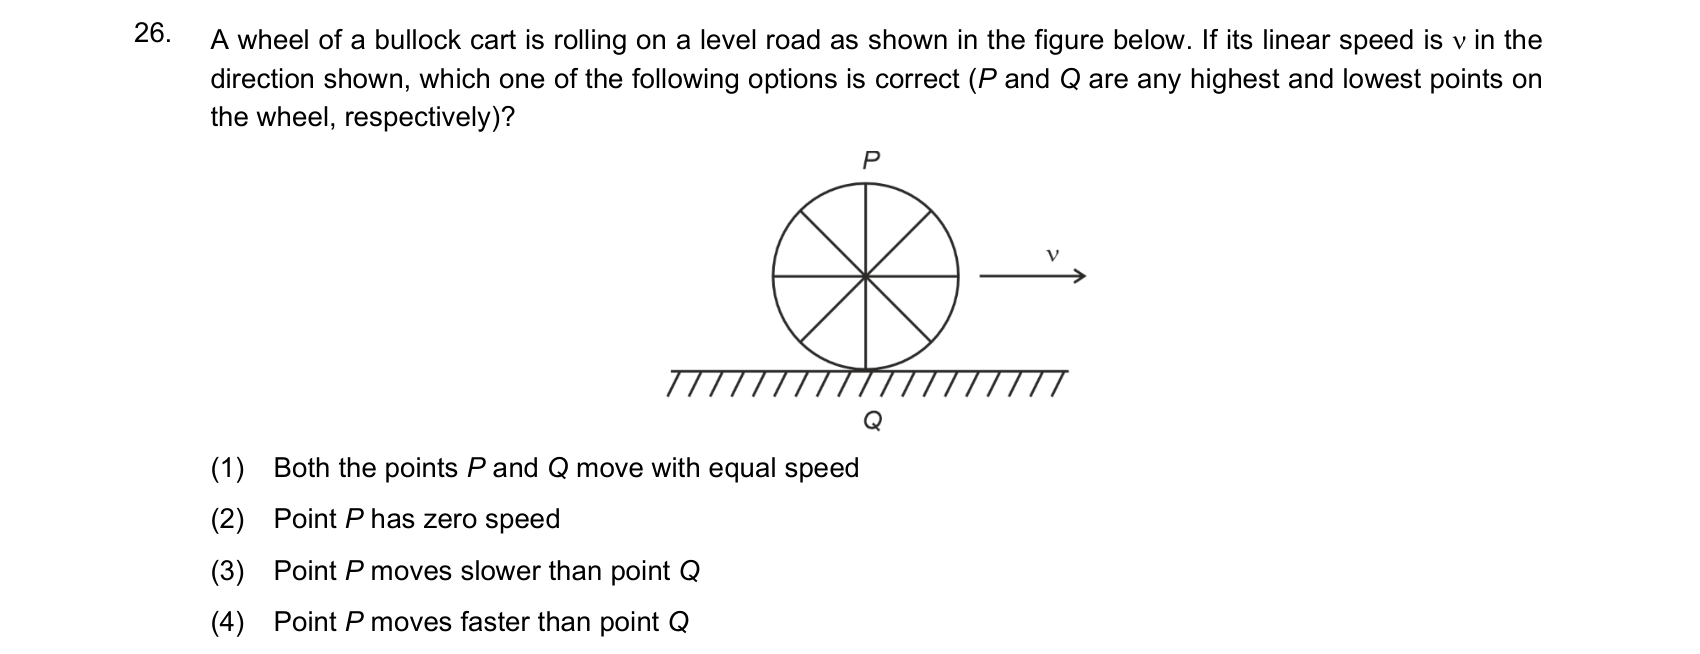 26. A wheel of a bullock cart is rolling on a level road as shown in the figure below. If its linear speed is v in the
direction shown, which one of the following options is correct (P and Q are any highest and lowest points on
the wheel, respectively)?
P
v
Q
(1) Both the points P and Q move with equal speed
(2) Point P has zero speed
(3) Point P moves slower than point Q
(4) Point P moves faster than point Q